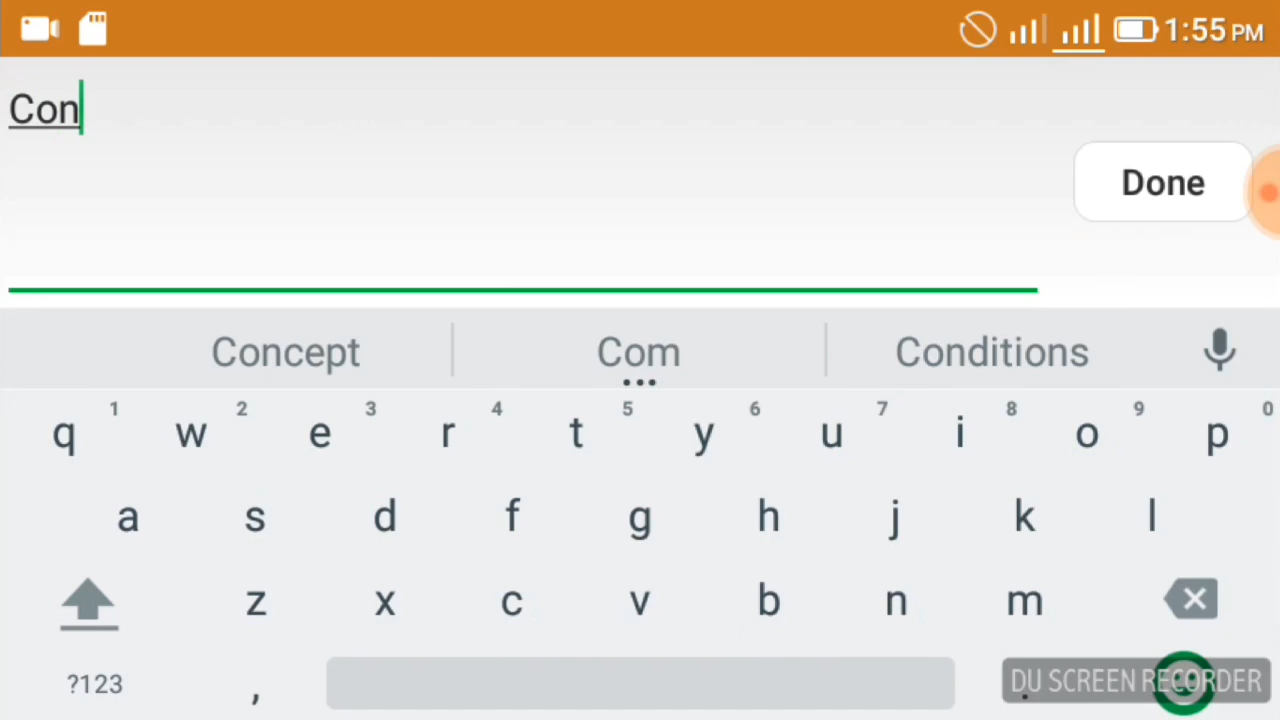 1:55 PM
Con
Done
Concept Com Conditions
q 1 w 2 e 3 r 4 t 5 y 6 u 7 i 8 o 9 p 0
a s d f g h j k l
z x c v b n m
?123 , .
DU SCREEN RECORDER